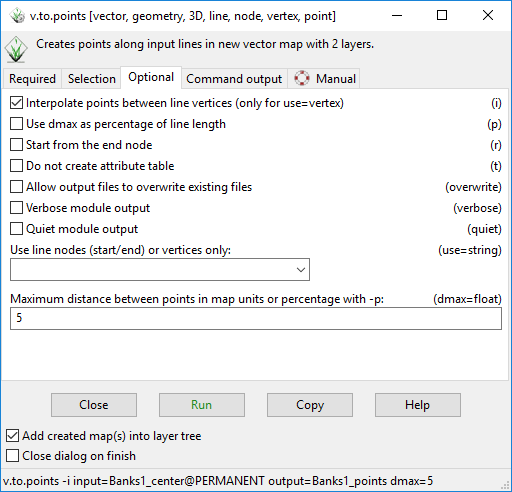 v.to.points [vector, geometry, 3D, line, node, vertex, point]
Creates points along input lines in new vector map with 2 layers.
Required Selection Optional Command output Manual
Interpolate points between line vertices (only for use=vertex) (i)
Use dmax as percentage of line length (p)
Start from the end node (r)
Do not create attribute table (t)
Allow output files to overwrite existing files (overwrite)
Verbose module output (verbose)
Quiet module output (quiet)
Use line nodes (start/end) or vertices only: (use=string)
Maximum distance between points in map units or percentage with -p: (dmax=float)
5
Close Run Copy Help
Add created map(s) into layer tree
Close dialog on finish
v.to.points -i input=Banks1_center@PERMANENT output=Banks1_points dmax=5